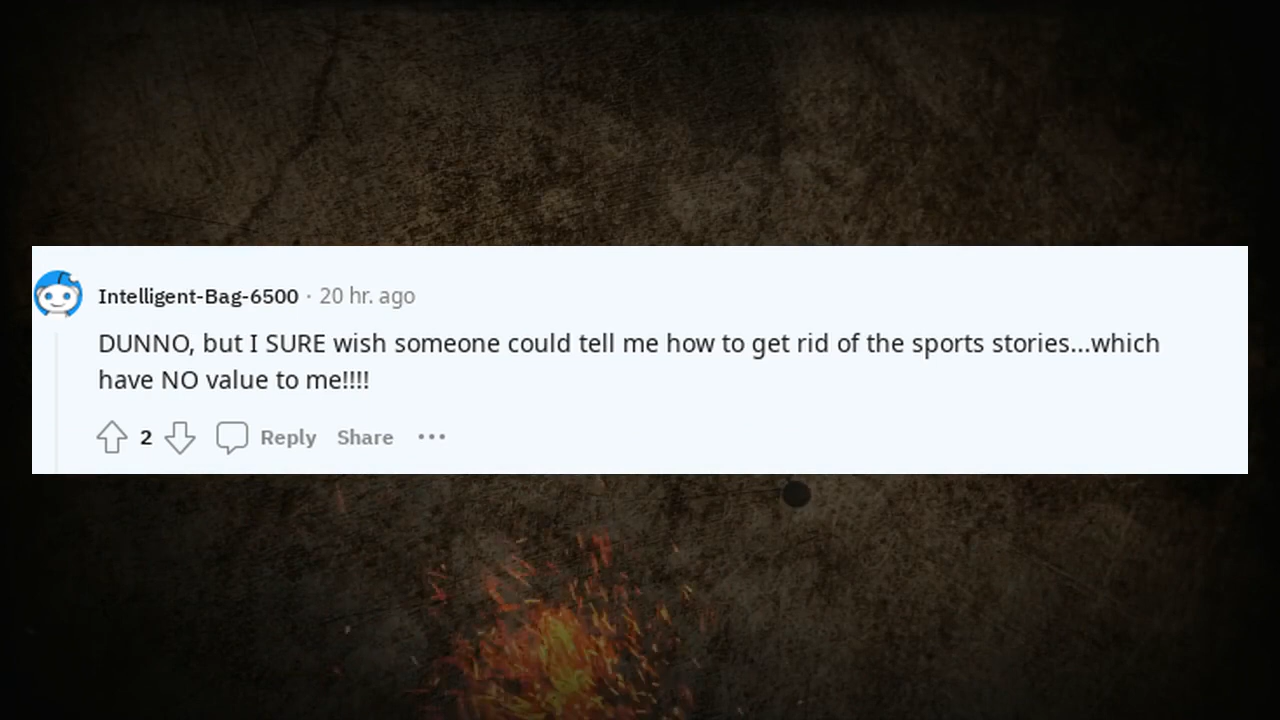 Intelligent-Bag-6500 · 20 hr. ago
DUNNO, but I SURE wish someone could tell me how to get rid of the sports stories...which
have NO value to me!!!!
2 Reply Share ···